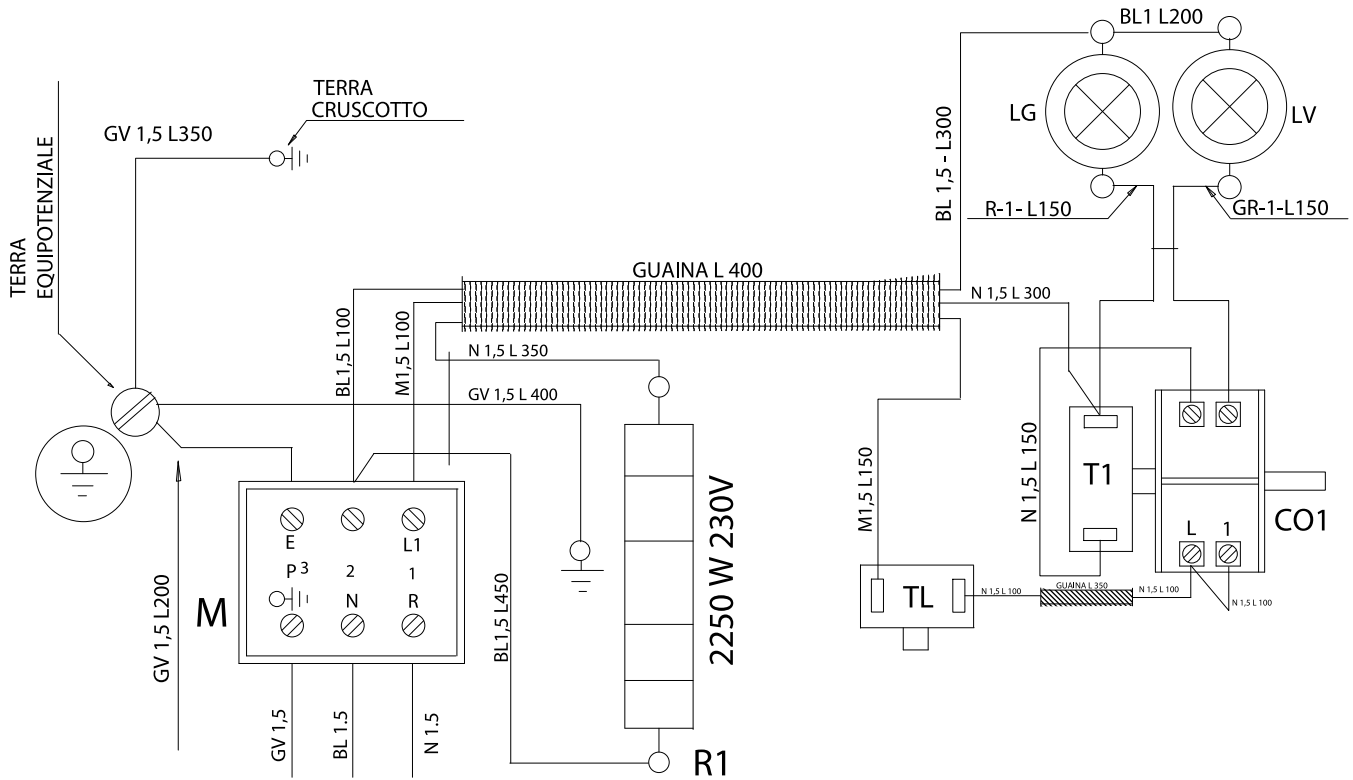 BL1 L200
TERRA
CRUSCOTTO
GV 1,5 L350
LG
LV
TERRA
EQUIPOTENZIALE
BL 1,5 - L300
R-1- L150
GR-1-L150
GUAINA L 400
N 1,5 L 300
BL1,5 L100
M1,5 L100
N 1,5 L 350
GV 1,5 L 400
M1,5 L150
N 1,5 L 150
T1
2250 W 230V
CO1
L 1
E L1
P 3 2 1
N R
M
GV 1,5 L200
BL1,5 L450
TL
N 1,5 L 100
GUAINA L 350
N 1,5 L 100
N 1,5 L 100
GV 1,5
BL 1.5
N 1.5
R1